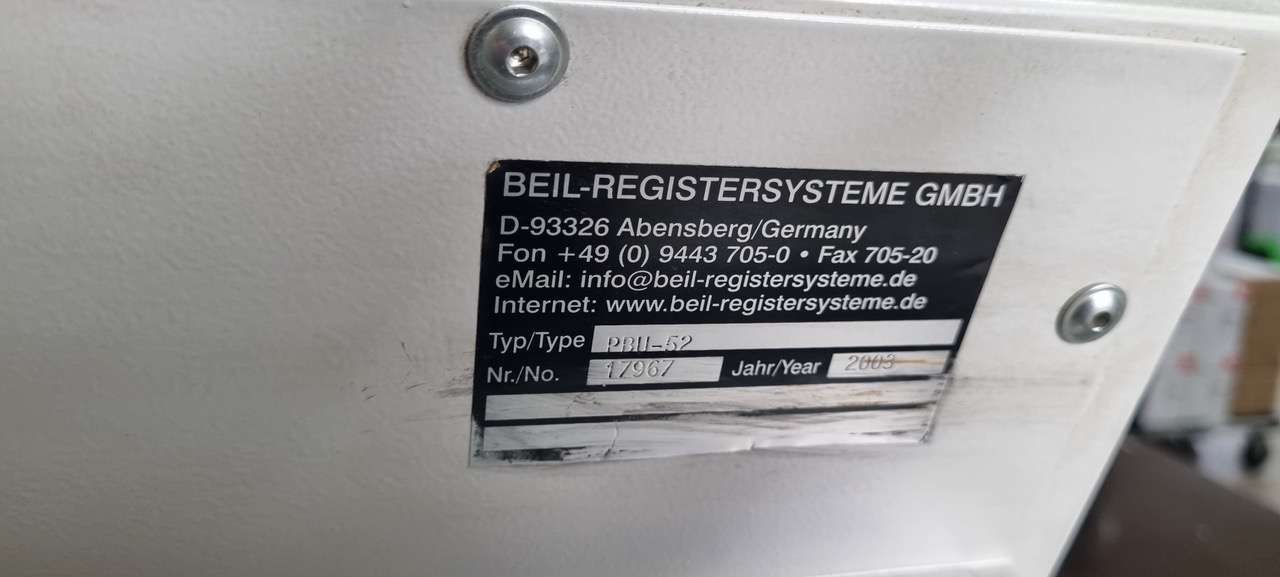 BEIL-REGISTERSYSTEME GMBH
D-93326 Abensberg/Germany
Fon +49 (0) 9443 705-0 • Fax 705-20
eMail: info@beil-registersysteme.de
Internet: www.beil-registersysteme.de
Typ/Type PBU-52
Nr./No. 17967 Jahr/Year 2003